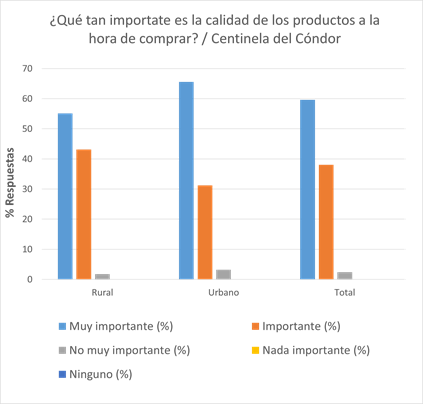 ¿Qué tan importate es la calidad de los productos a la
hora de comprar? / Centinela del Cóndor
70
60
50
40
30
20
10
0
% Respuestas
Rural Urbano Total
Muy importante (%) Importante (%)
No muy importante (%) Nada importante (%)
Ninguno (%)